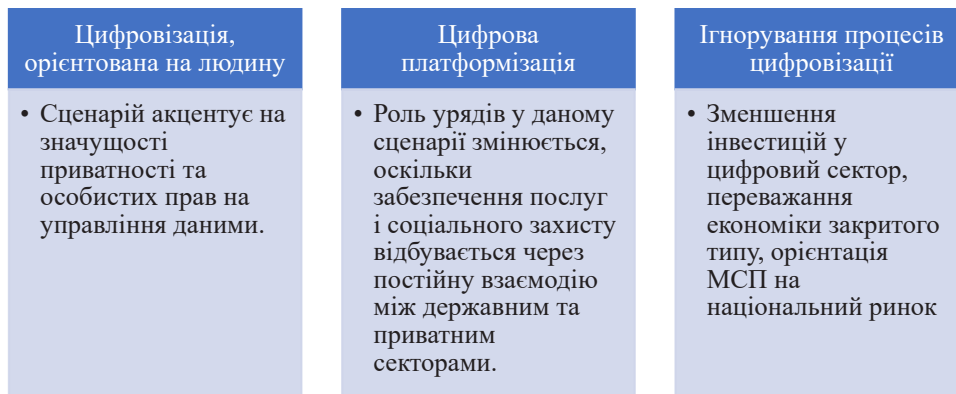 Цифровізація,
орієнтована на людину
• Сценарій акцентує на
значущості
приватності та
особистих прав на
управління даними.
Цифрова
платформізація
• Роль урядів у даному
сценарії змінюється,
оскільки
забезпечення послуг
і соціального захисту
відбувається через
постійну взаємодію
між державним та
приватним
секторами.
Ігнорування процесів
цифровізації
• Зменшення
інвестицій у
цифровий сектор,
переважання
економіки закритого
типу, орієнтація
МСП на
національний ринок